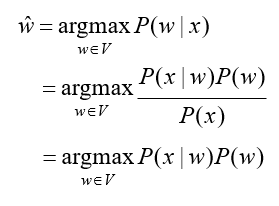 ŵ = argmax P(w | x)
w∈V
= argmax P(x | w)P(w) / P(x)
w∈V
= argmax P(x | w)P(w)
w∈V